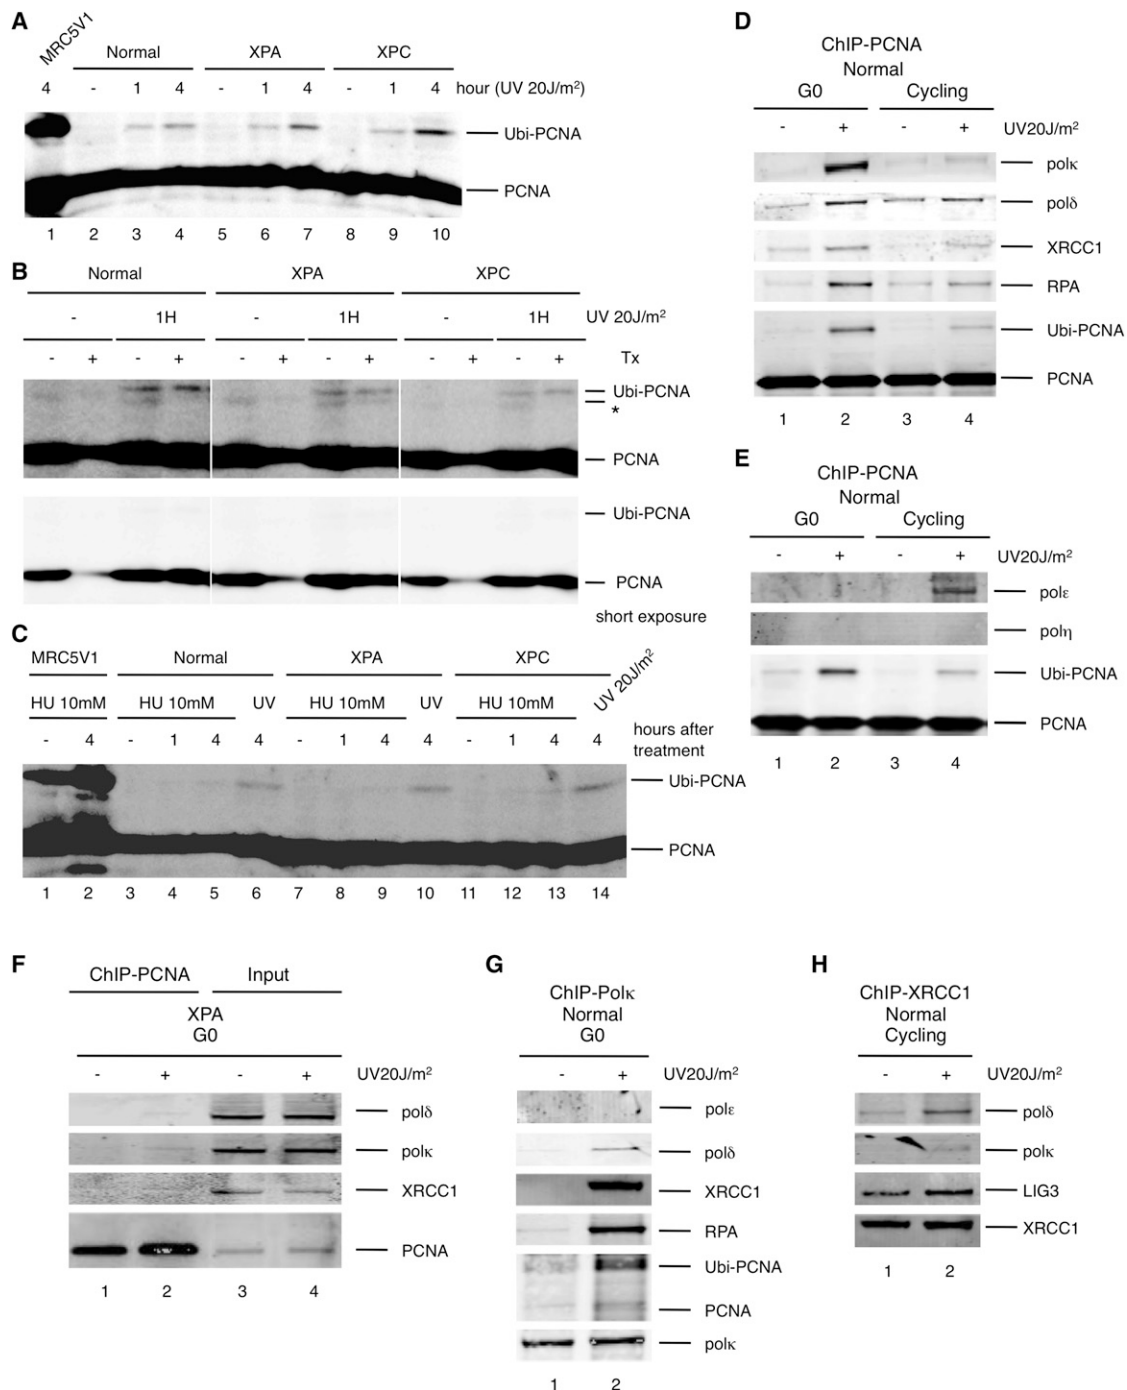 A
MRC5V1
Normal XPA XPC
4 - 1 4 - 1 4 - 1 4 hour (UV 20J/m²)
Ubi-PCNA
PCNA
1 2 3 4 5 6 7 8 9 10
B
Normal XPA XPC
- 1H - 1H - 1H UV 20J/m²
- + - + - + - + - + - + Tx
Ubi-PCNA
*
PCNA
Ubi-PCNA
PCNA
short exposure
C
MRC5V1 Normal XPA XPC
HU 10mM HU 10mM UV HU 10mM UV HU 10mM UV 20J/m²
- 4 - 1 4 4 - 1 4 4 - 1 4 4 hours after
treatment
Ubi-PCNA
PCNA
1 2 3 4 5 6 7 8 9 10 11 12 13 14
D
ChIP-PCNA
Normal
G0 Cycling
- + - + UV20J/m²
polκ
polδ
XRCC1
RPA
Ubi-PCNA
PCNA
1 2 3 4
E
ChIP-PCNA
Normal
G0 Cycling
- + - + UV20J/m²
polε
polη
Ubi-PCNA
PCNA
1 2 3 4
F
ChIP-PCNA Input
XPA
G0
- + - + UV20J/m²
polδ
polκ
XRCC1
PCNA
1 2 3 4
G
ChIP-Polκ
Normal
G0
- + UV20J/m²
polε
polδ
XRCC1
RPA
Ubi-PCNA
PCNA
polκ
1 2
H
ChIP-XRCC1
Normal
Cycling
- + UV20J/m²
polδ
polκ
LIG3
XRCC1
1 2